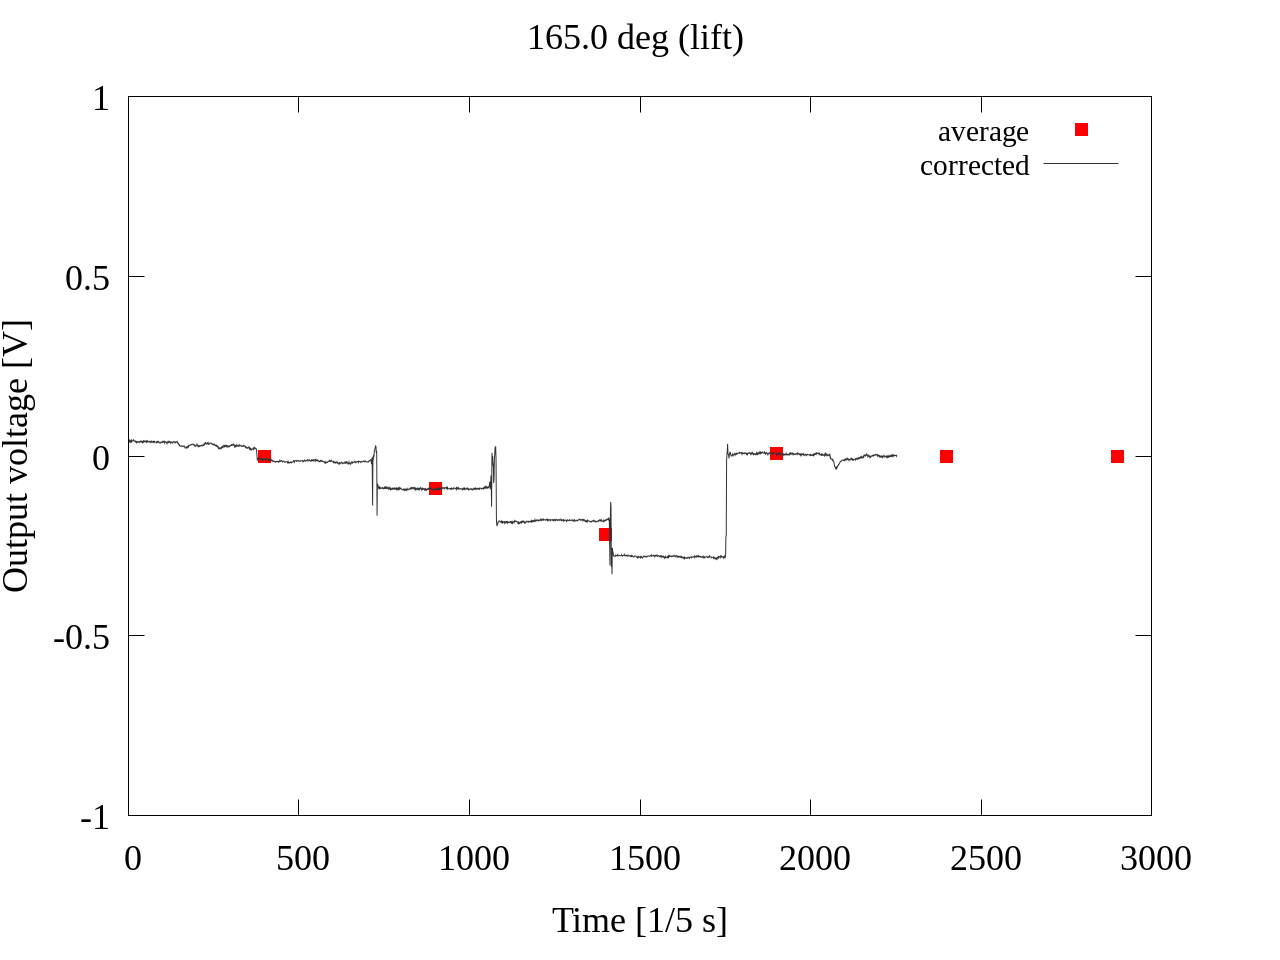 165.0 deg (lift)
1
0.5
0
-0.5
-1
Output voltage [V]
average
corrected
0 500 1000 1500 2000 2500 3000
Time [1/5 s]